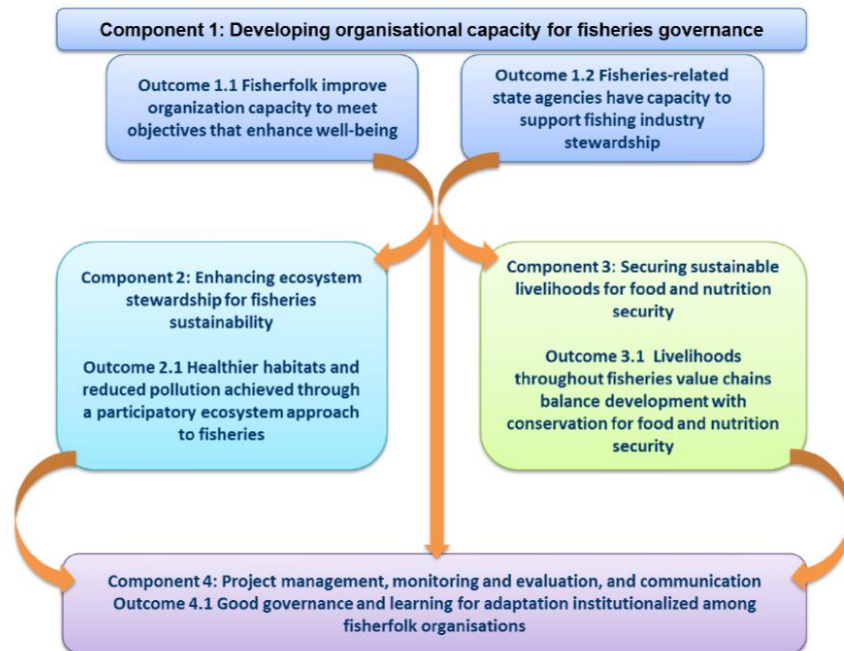 Component 1: Developing organisational capacity for fisheries governance
Outcome 1.1 Fisherfolk improve
organization capacity to meet
objectives that enhance well-being
Outcome 1.2 Fisheries-related
state agencies have capacity to
support fishing industry
stewardship
Component 2: Enhancing ecosystem
stewardship for fisheries
sustainability
Outcome 2.1 Healthier habitats and
reduced pollution achieved through
a participatory ecosystem approach
to fisheries
Component 3: Securing sustainable
livelihoods for food and nutrition
security
Outcome 3.1 Livelihoods
throughout fisheries value chains
balance development with
conservation for food and nutrition
security
Component 4: Project management, monitoring and evaluation, and communication
Outcome 4.1 Good governance and learning for adaptation institutionalized among
fisherfolk organisations